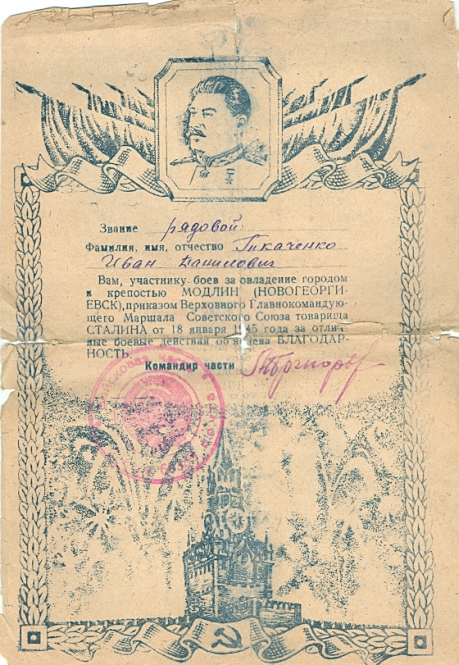 Звание рядовой
Фамилия, имя, отчество Ткаченко
Иван Данилович
Вам, участнику боев за овладение городом
и крепостью МОДЛИН (НОВОГЕОРГИ-
ЕВСК), приказом Верховного Главнокомандую-
щего Маршала Советского Союза товарища
СТАЛИНА от 18 января 1945 года за отлич-
ные боевые действия объявлена БЛАГОДАР-
НОСТЬ.
Командир части